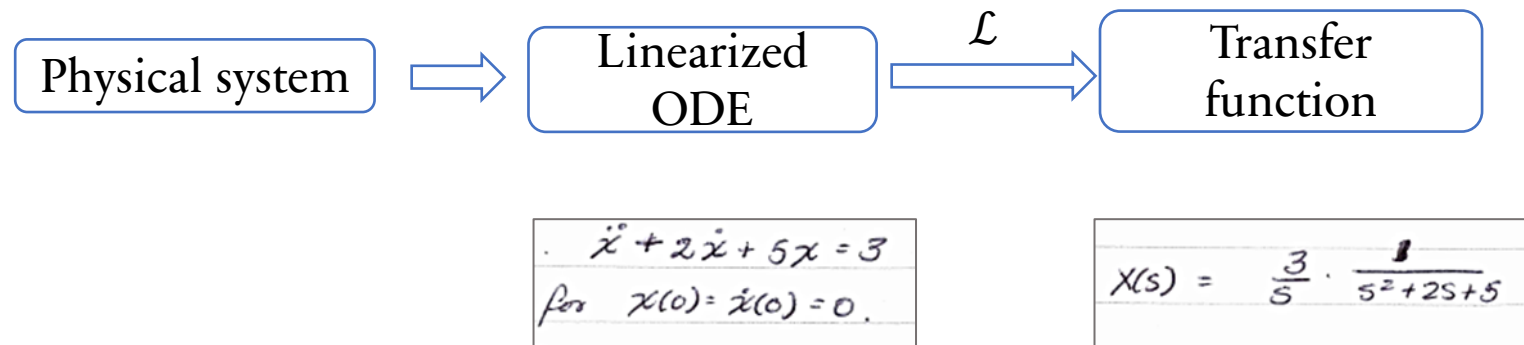 Physical system
Linearized
ODE
ℒ
Transfer
function
. ẍ + 2ẋ + 5x = 3
for x(0) = ẋ(0) = 0.
X(s) = 3/s · 1/(s²+2s+5)